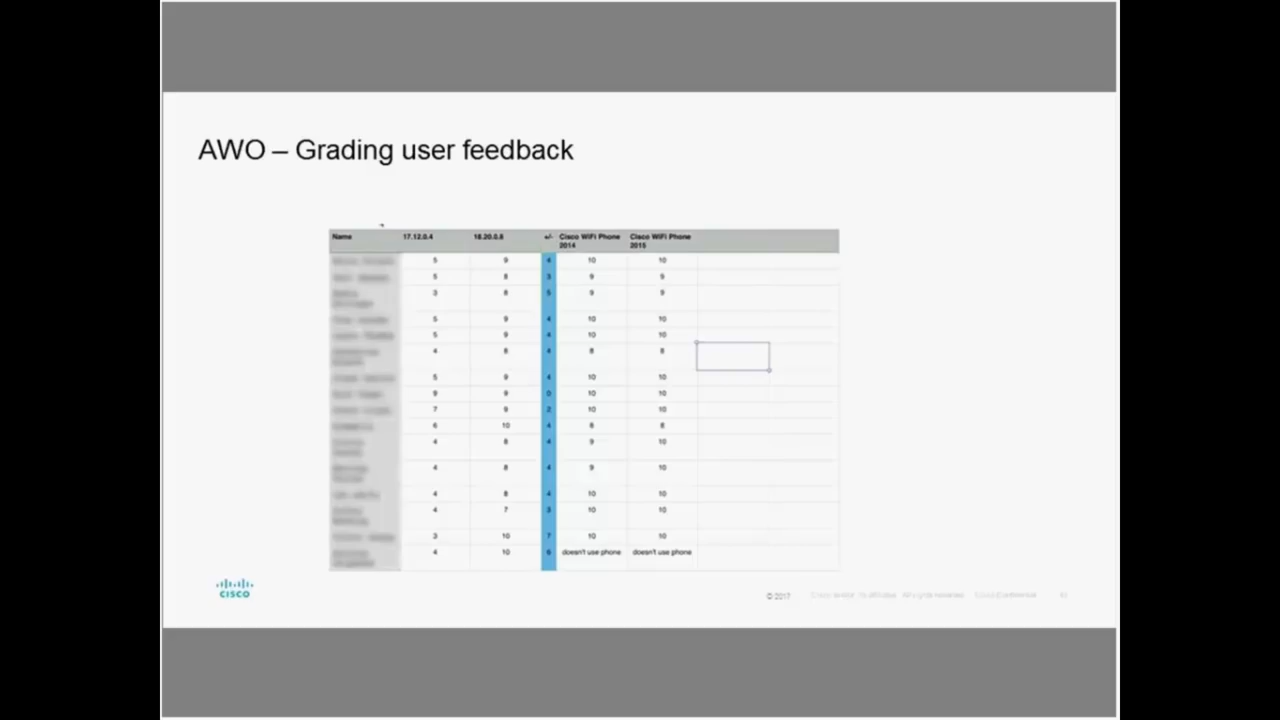 AWO – Grading user feedback
Name 17.12.0.4 18.20.0.8 +/- Cisco WiFi Phone 2014 Cisco WiFi Phone 2015
5 9 4 10 10
5 8 3 9 9
3 8 5 9 9
5 9 4 10 10
5 9 4 10 10
4 8 4 8 8
5 9 4 10 10
9 9 0 10 10
7 9 2 10 10
6 10 4 8 8
4 8 4 9 10
4 8 4 9 10
4 8 4 10 10
4 7 3 10 10
3 10 7 10 10
4 10 6 doesn't use phone doesn't use phone
CISCO
© 2017